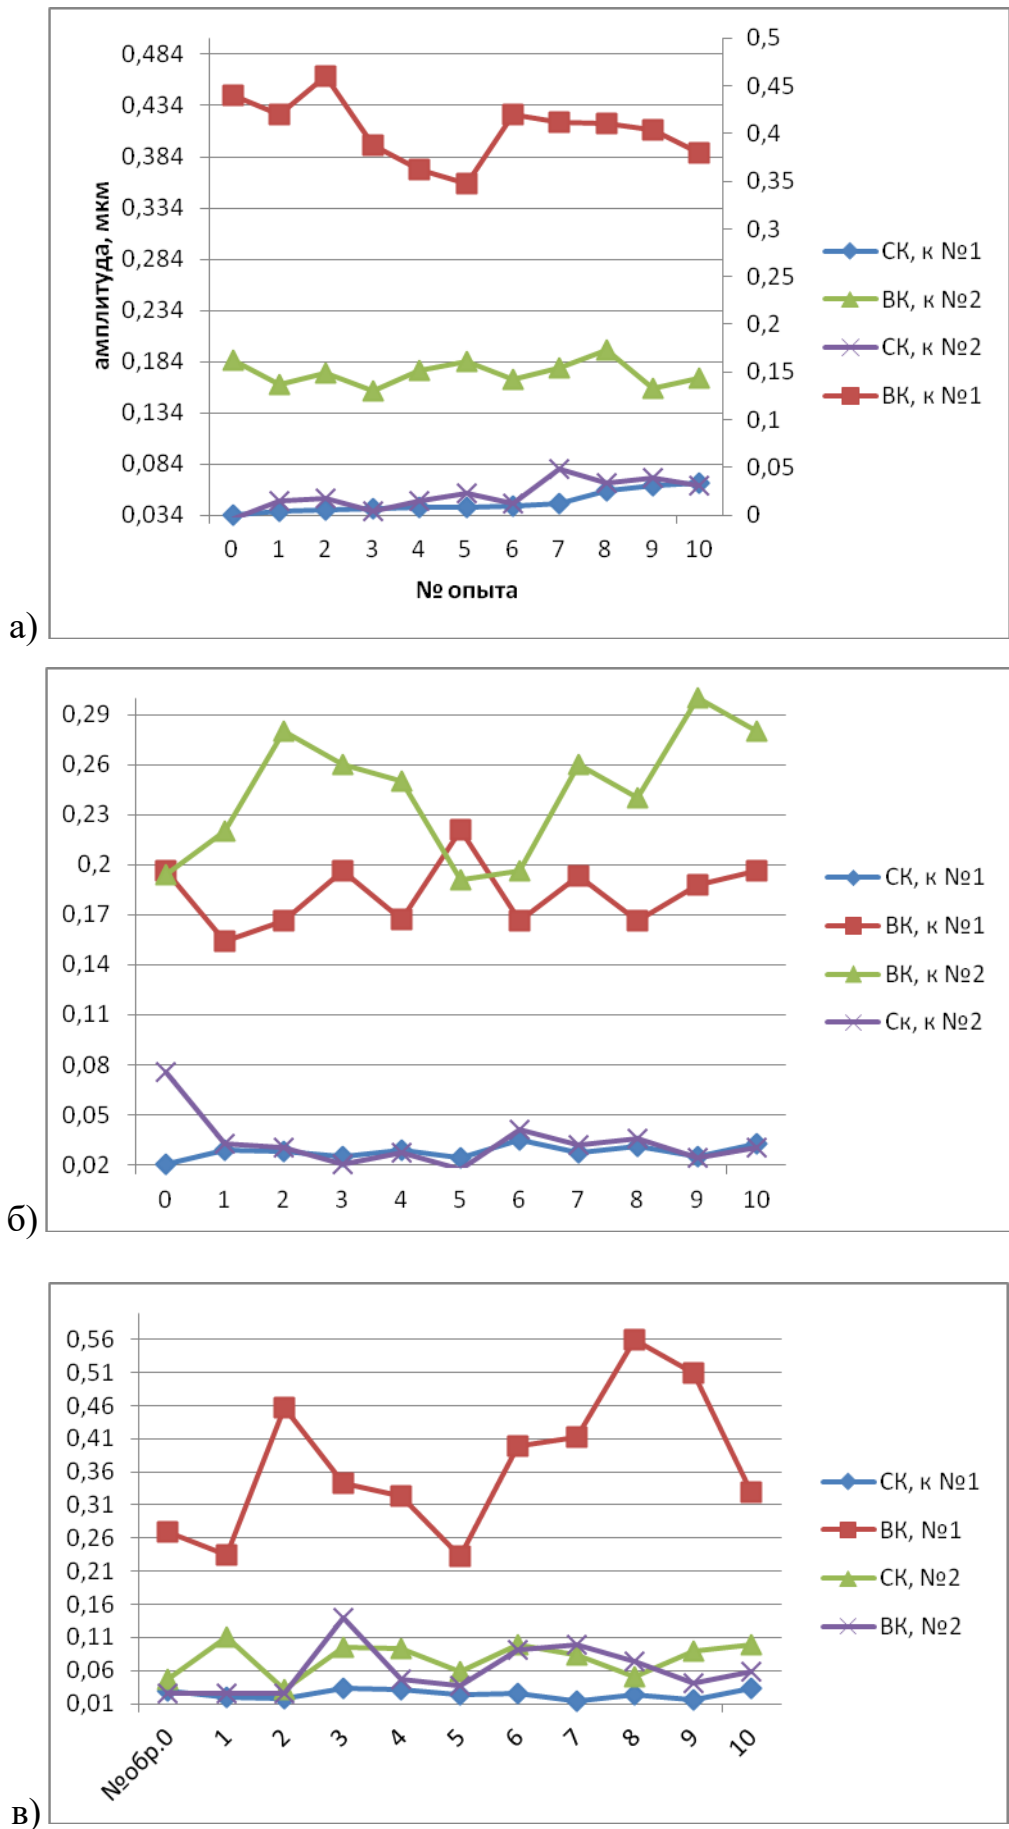 0,484
0,434
0,384
0,334
0,284
0,234
0,184
0,134
0,084
0,034
амплитуда, мкм
0,5
0,45
0,4
0,35
0,3
0,25
0,2
0,15
0,1
0,05
0
0 1 2 3 4 5 6 7 8 9 10
№ опыта
СК, к №1
ВК, к №2
СК, к №2
ВК, к №1
а)
0,29
0,26
0,23
0,2
0,17
0,14
0,11
0,08
0,05
0,02
0 1 2 3 4 5 6 7 8 9 10
СК, к №1
ВК, к №1
ВК, к №2
Ск, к №2
б)
0,56
0,51
0,46
0,41
0,36
0,31
0,26
0,21
0,16
0,11
0,06
0,01
№обр.0 1 2 3 4 5 6 7 8 9 10
СК, к №1
ВК, №1
СК, №2
ВК, №2
в)